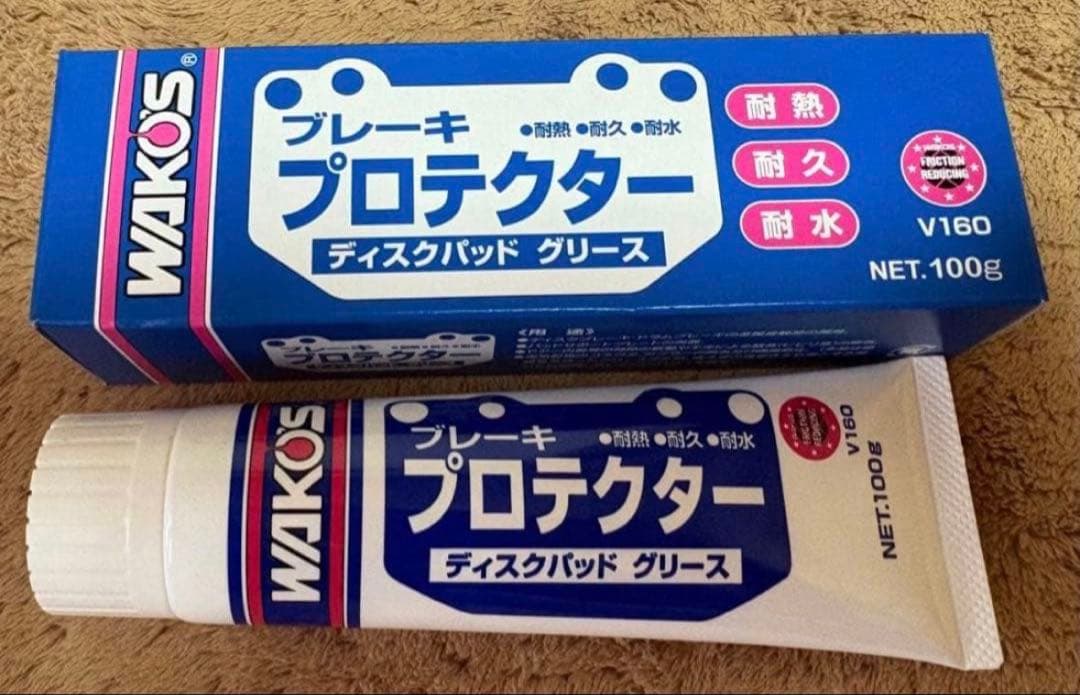 WAKO'S®
ブレーキ ●耐熱 ●耐久 ●耐水
プロテクター
ディスクパッド グリース
耐熱
耐久
耐水
FRICTION
REDUCING
V160
NET.100g
ブレーキ
プロテクター
《用途》
WAKO'S
ブレーキ ●耐熱 ●耐久 ●耐水
プロテクター
ディスクパッド グリース
FRICTION
REDUCING
V160
NET.100g